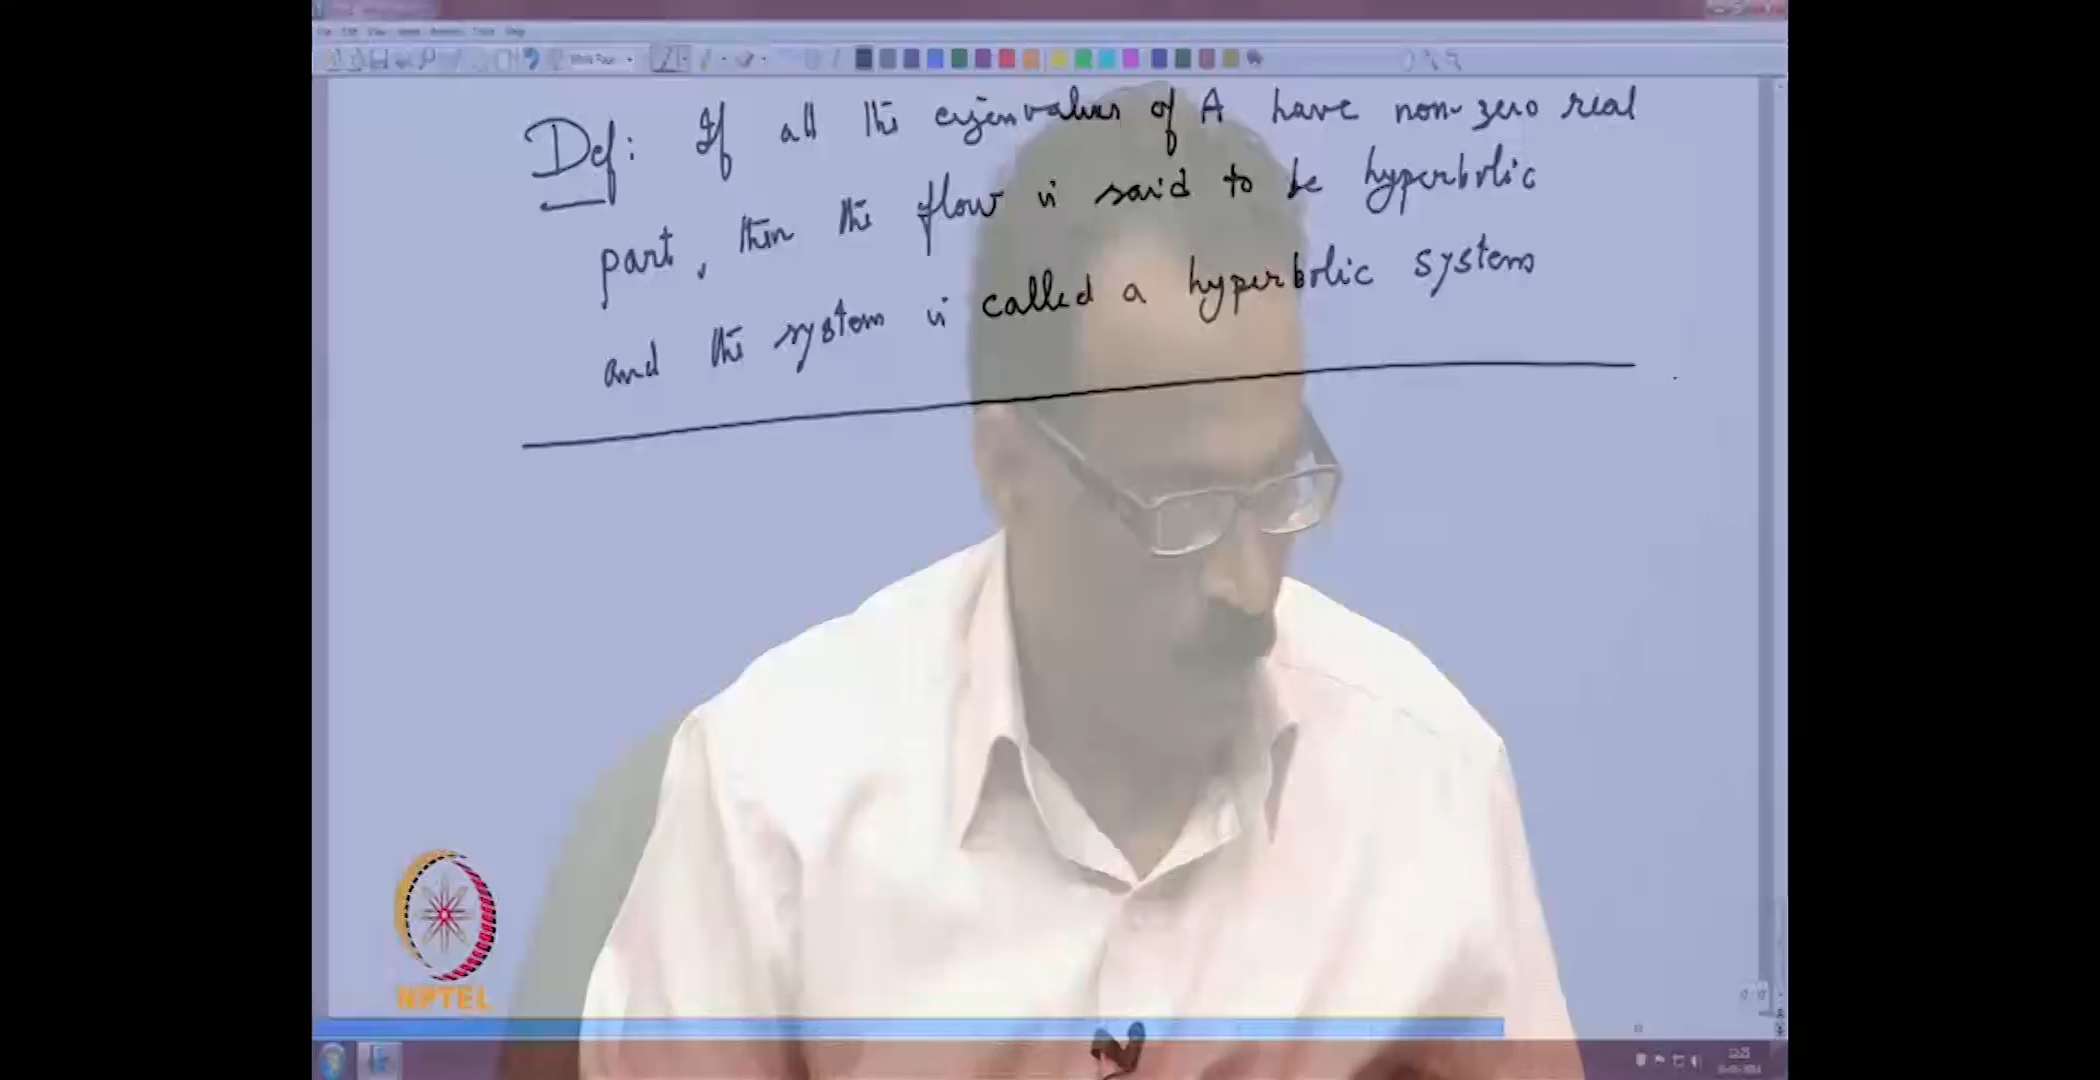 Def: If all the eigenvalues of A have non-zero real
part, then the flow is said to be hyperbolic
and the system is called a hyperbolic system
NPTEL